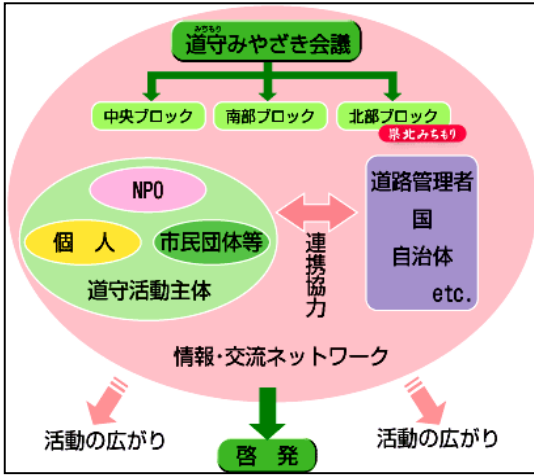 みちもり
道守みやざき会議
中央ブロック
南部ブロック
北部ブロック
県北みちもり
NPO
個 人
市民団体等
道守活動主体
連携協力
道路管理者
国
自治体
etc.
情報・交流ネットワーク
活動の広がり
活動の広がり
啓 発